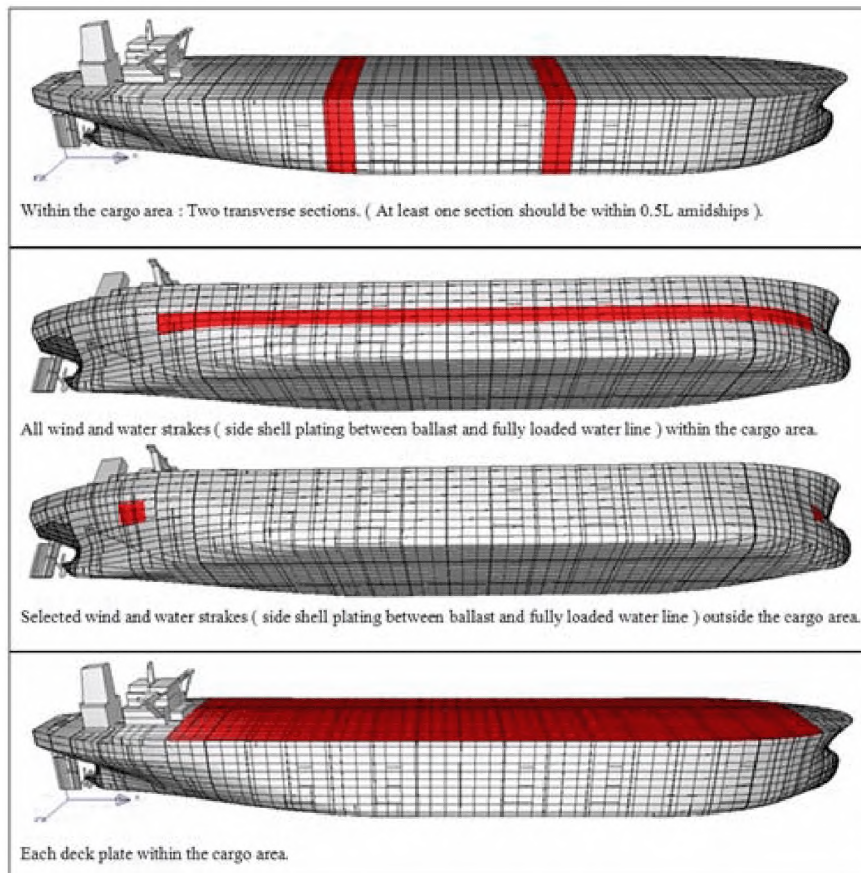 Within the cargo area : Two transverse sections. ( At least one section should be within 0.5L amidships ).
All wind and water strakes ( side shell plating between ballast and fully loaded water line ) within the cargo area.
Selected wind and water strakes ( side shell plating between ballast and fully loaded water line ) outside the cargo area.
Each deck plate within the cargo area.